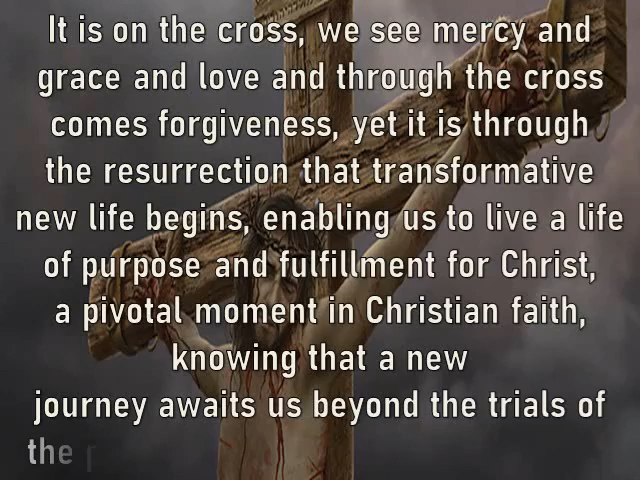 It is on the cross, we see mercy and
grace and love and through the cross
comes forgiveness, yet it is through
the resurrection that transformative
new life begins, enabling us to live a life
of purpose and fulfillment for Christ,
a pivotal moment in Christian faith,
knowing that a new
journey awaits us beyond the trials of
the